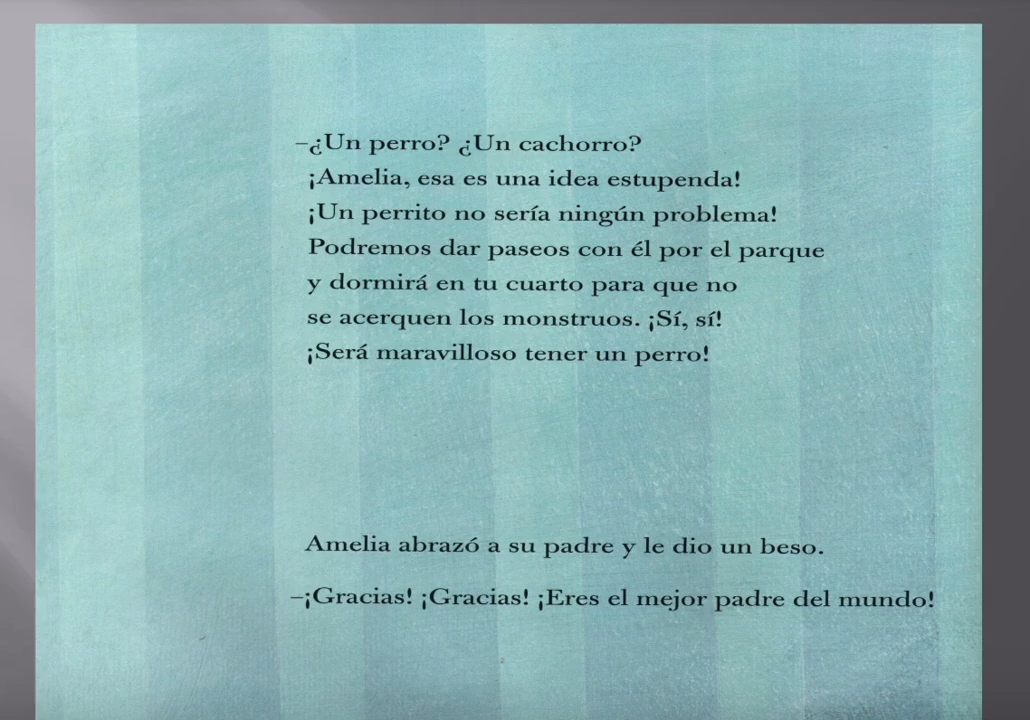 –¿Un perro? ¿Un cachorro?
¡Amelia, esa es una idea estupenda!
¡Un perrito no sería ningún problema!
Podremos dar paseos con él por el parque
y dormirá en tu cuarto para que no
se acerquen los monstruos. ¡Sí, sí!
¡Será maravilloso tener un perro!
Amelia abrazó a su padre y le dio un beso.
–¡Gracias! ¡Gracias! ¡Eres el mejor padre del mundo!